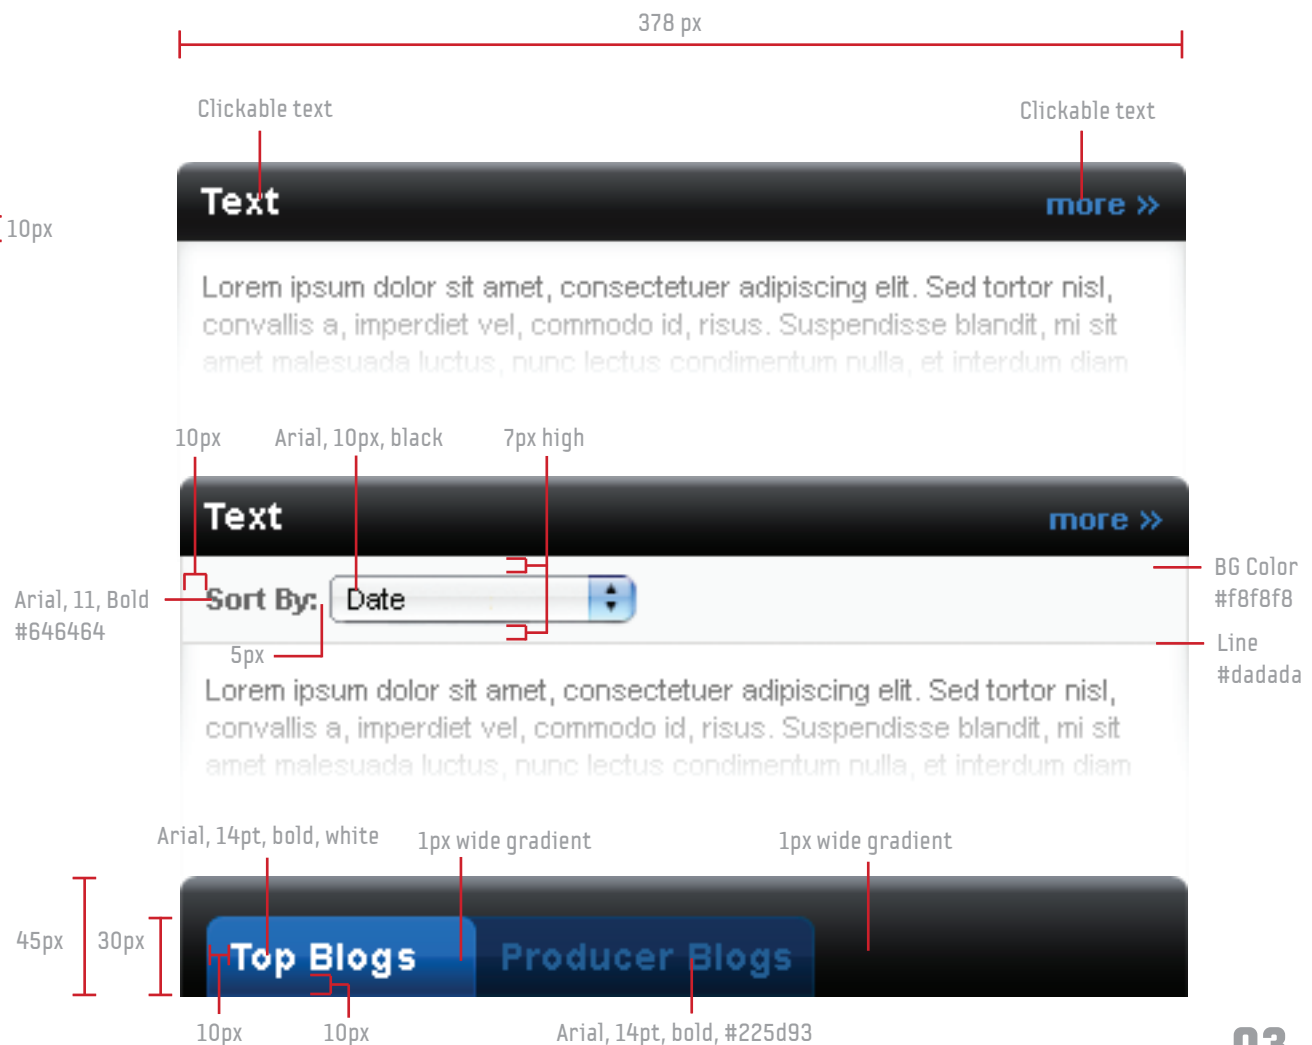 378 px
Clickable text
Clickable text
Text
more »
10px
Lorem ipsum dolor sit amet, consectetuer adipiscing elit. Sed tortor nisl,
convallis a, imperdiet vel, commodo id, risus. Suspendisse blandit, mi sit
amet malesuada luctus, nunc lectus condimentum nulla, et interdum diam
10px
Arial, 10px, black
7px high
Text
more »
BG Color
#f8f8f8
Arial, 11, Bold
#646464
Sort By:
Date
Line
#dadada
5px
Lorem ipsum dolor sit amet, consectetuer adipiscing elit. Sed tortor nisl,
convallis a, imperdiet vel, commodo id, risus. Suspendisse blandit, mi sit
amet malesuada luctus, nunc lectus condimentum nulla, et interdum diam
Arial, 14pt, bold, white
1px wide gradient
1px wide gradient
45px
30px
Top Blogs
Producer Blogs
10px
10px
Arial, 14pt, bold, #225d93